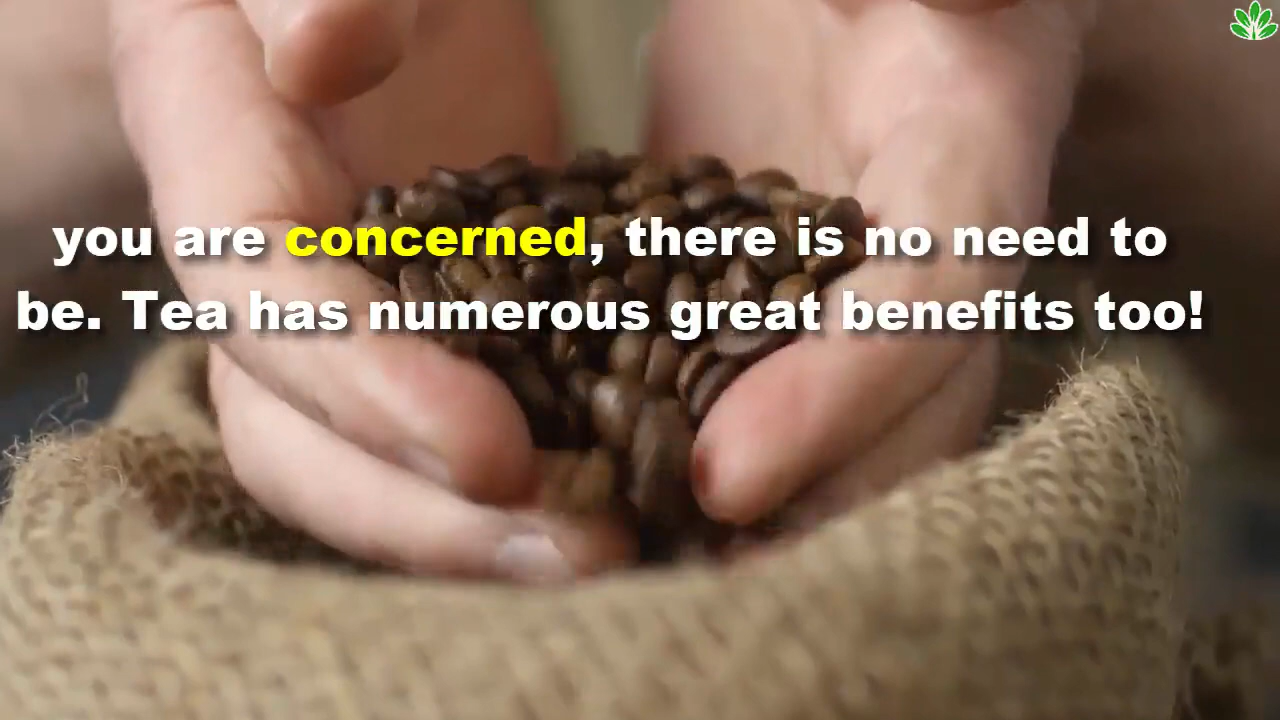 you are concerned, there is no need to
be. Tea has numerous great benefits too!